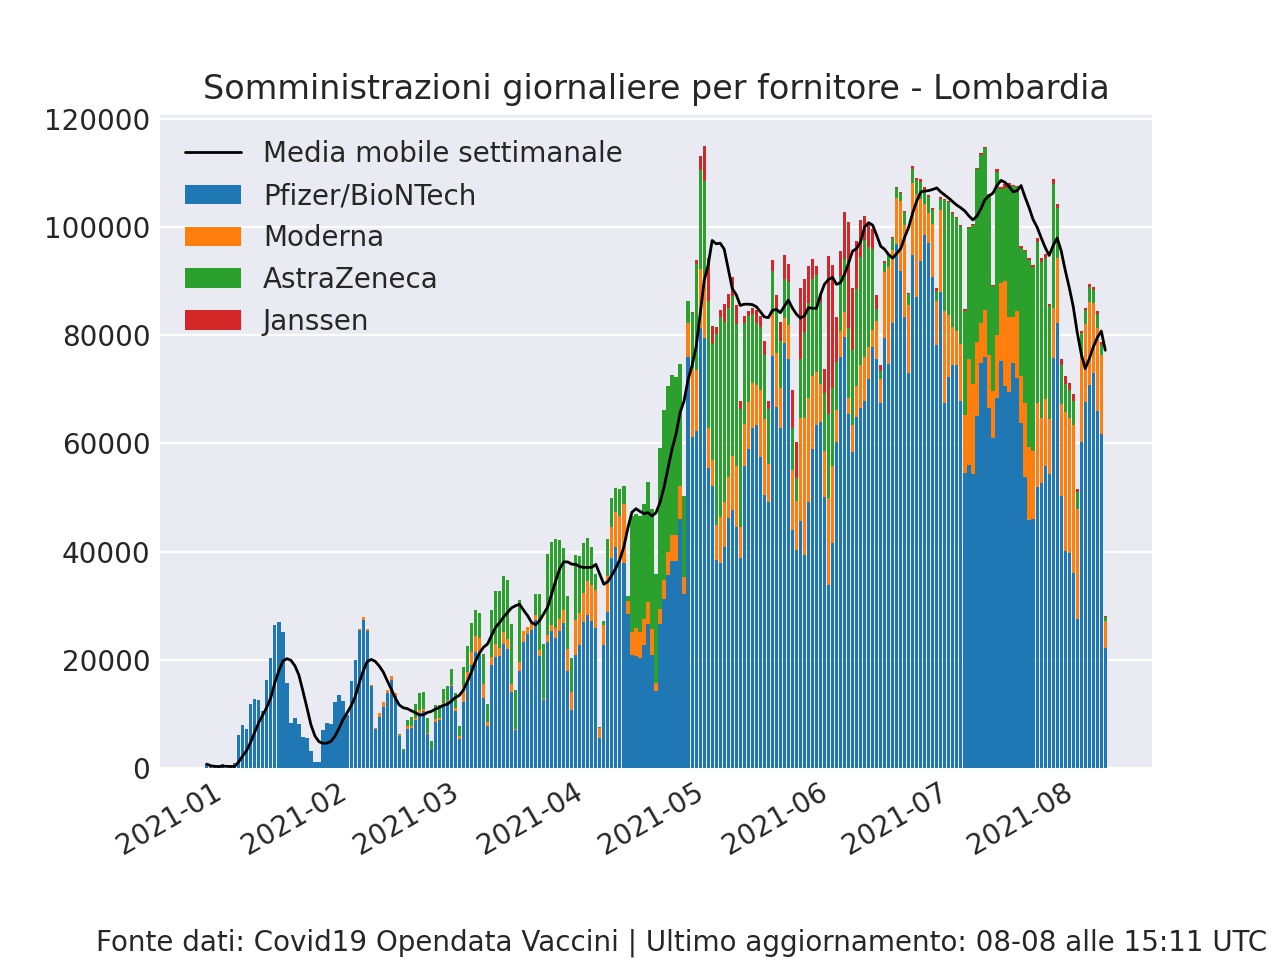 Somministrazioni giornaliere per fornitore - Lombardia
120000
100000
80000
60000
40000
20000
0
Media mobile settimanale
Pfizer/BioNTech
Moderna
AstraZeneca
Janssen
2021-01
2021-02
2021-03
2021-04
2021-05
2021-06
2021-07
2021-08
Fonte dati: Covid19 Opendata Vaccini | Ultimo aggiornamento: 08-08 alle 15:11 UTC